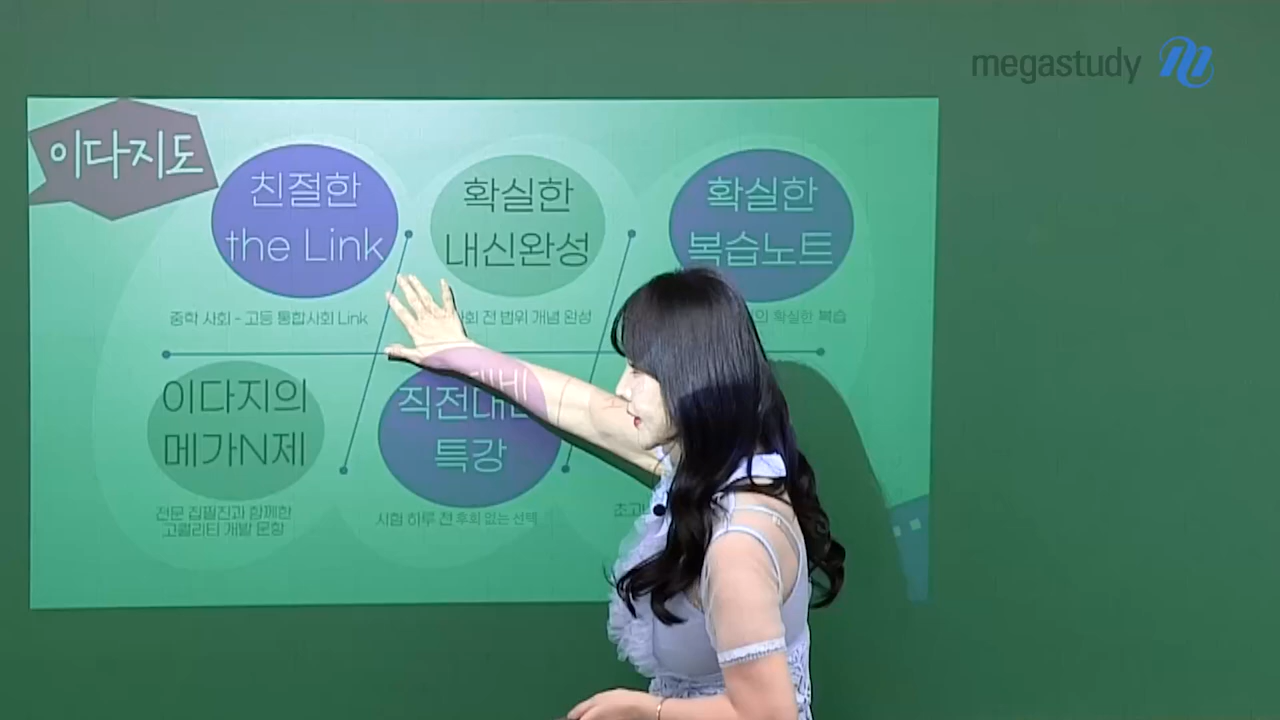 megastudy
이다지도
친절한
the Link
중학 사회 - 고등 통합사회 Link
확실한
내신완성
전 범위 개념 완성
확실한
복습노트
확실한 복습
이다지의
메가N제
전문 집필진과 함께한
고퀄리티 개발 문항
직전대비
특강
시험 하루 전 후회 없는 선택